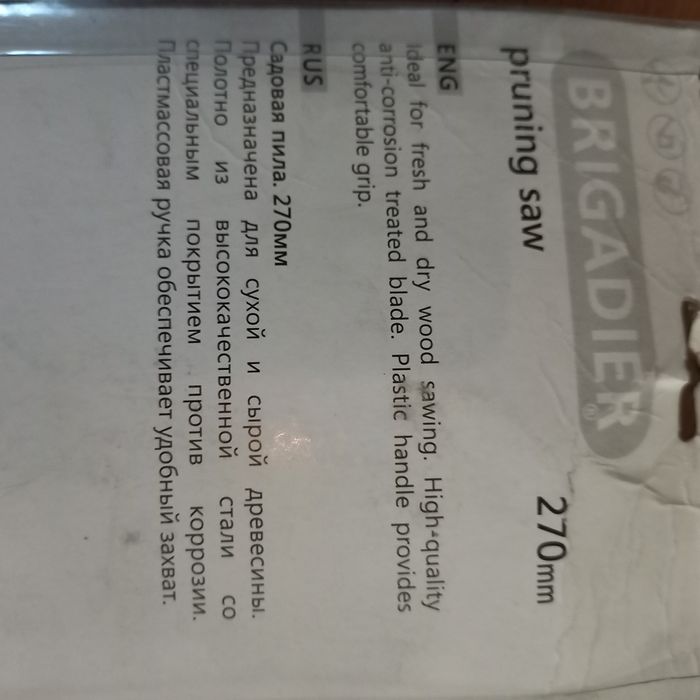 BRIGADIER®
pruning saw 270mm
ENG
Ideal for fresh and dry wood sawing. High-quality
anti-corrosion treated blade. Plastic handle provides
comfortable grip.
RUS
Садовая пила. 270мм
Предназначена для сухой и сырой древесины.
Полотно из высококачественной стали со
специальным покрытием против коррозии.
Пластмассовая ручка обеспечивает удобный захват.